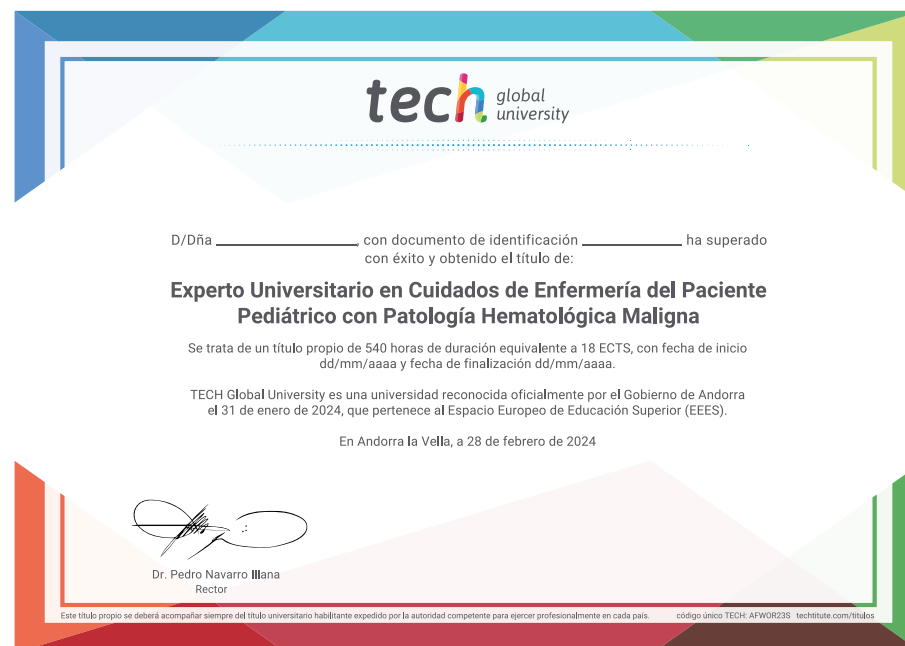 tech global university
D/Dña ____________, con documento de identificación ____________ ha superado
con éxito y obtenido el título de:
Experto Universitario en Cuidados de Enfermería del Paciente
Pediátrico con Patología Hematológica Maligna
Se trata de un título propio de 540 horas de duración equivalente a 18 ECTS, con fecha de inicio
dd/mm/aaaa y fecha de finalización dd/mm/aaaa.
TECH Global University es una universidad reconocida oficialmente por el Gobierno de Andorra
el 31 de enero de 2024, que pertenece al Espacio Europeo de Educación Superior (EEES).
En Andorra la Vella, a 28 de febrero de 2024
Dr. Pedro Navarro Illana
Rector
Este título propio se deberá acompañar siempre del título universitario habilitante expedido por la autoridad competente para ejercer profesionalmente en cada país. código único TECH: AFWOR23S techtitute.com/titulos